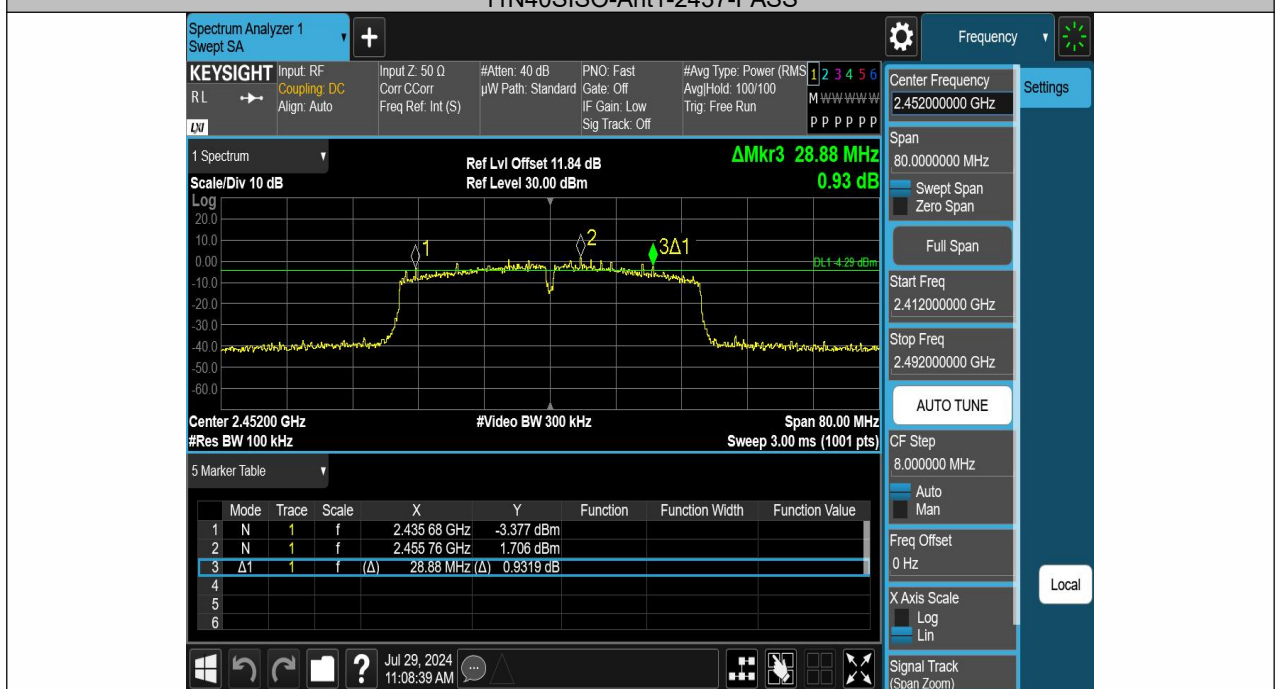 11N40SISO-Ant1-2437-PASS
Spectrum Analyzer 1
Swept SA
+
Frequency
KEYSIGHT
RL
LXI
Input: RF
Coupling: DC
Align: Auto
Input Z: 50 Ω
Corr CCorr
Freq Ref: Int (S)
#Atten: 40 dB
µW Path: Standard
PNO: Fast
Gate: Off
IF Gain: Low
Sig Track: Off
#Avg Type: Power (RMS
Avg|Hold: 100/100
Trig: Free Run
1 2 3 4 5 6
M W W W W W
P P P P P P
1 Spectrum
Scale/Div 10 dB
Ref Lvl Offset 11.84 dB
Ref Level 30.00 dBm
ΔMkr3 28.88 MHz
0.93 dB
Log
20.0
10.0
0.00
-10.0
-20.0
-30.0
-40.0
-50.0
-60.0
1
2
3Δ1
DL1 -4.29 dBm
Center 2.45200 GHz
#Video BW 300 kHz
Span 80.00 MHz
#Res BW 100 kHz
Sweep 3.00 ms (1001 pts)
5 Marker Table
Mode Trace Scale X Y Function Function Width Function Value
1 N 1 f 2.435 68 GHz -3.377 dBm
2 N 1 f 2.455 76 GHz 1.706 dBm
3 Δ1 1 f (Δ) 28.88 MHz (Δ) 0.9319 dB
4
5
6
?
Jul 29, 2024
11:08:39 AM
Center Frequency
2.452000000 GHz
Span
80.0000000 MHz
Swept Span
Zero Span
Full Span
Start Freq
2.412000000 GHz
Stop Freq
2.492000000 GHz
AUTO TUNE
CF Step
8.000000 MHz
Auto
Man
Freq Offset
0 Hz
X Axis Scale
Log
Lin
Signal Track
(Span Zoom)
Settings
Local